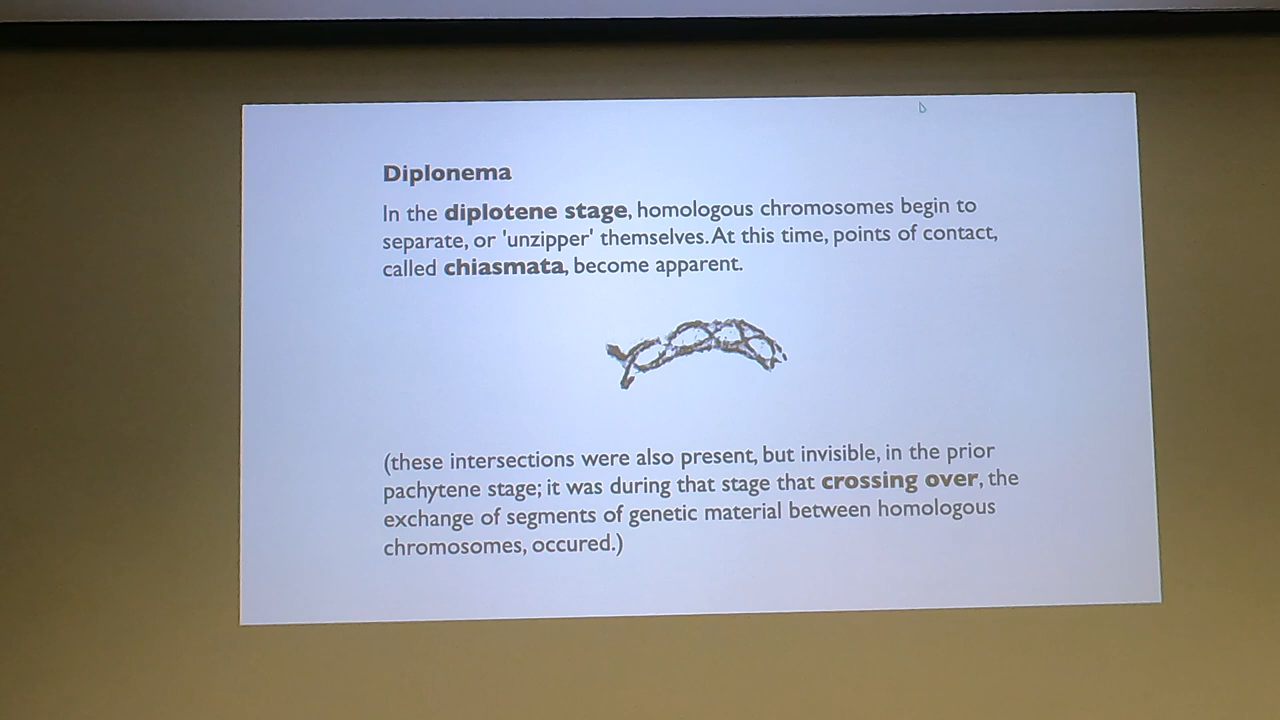 Diplonema
In the diplotene stage, homologous chromosomes begin to
separate, or 'unzipper' themselves. At this time, points of contact,
called chiasmata, become apparent.
(these intersections were also present, but invisible, in the prior
pachytene stage; it was during that stage that crossing over, the
exchange of segments of genetic material between homologous
chromosomes, occured.)